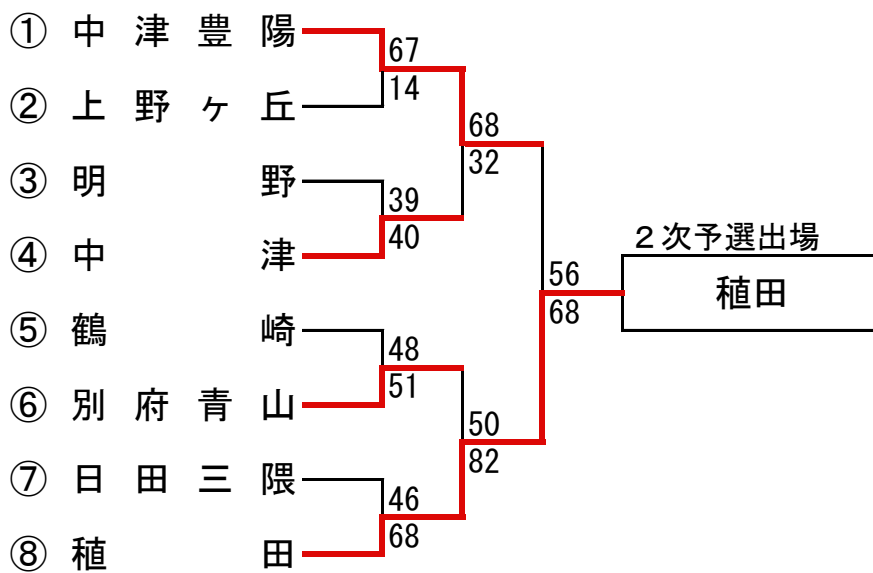 ① 中津豊陽
67
14
② 上野ヶ丘
68
32
③ 明野
39
40
④ 中津
２次予選出場
稙田
56
68
⑤ 鶴崎
48
51
⑥ 別府青山
50
82
⑦ 日田三隈
46
68
⑧ 稙田